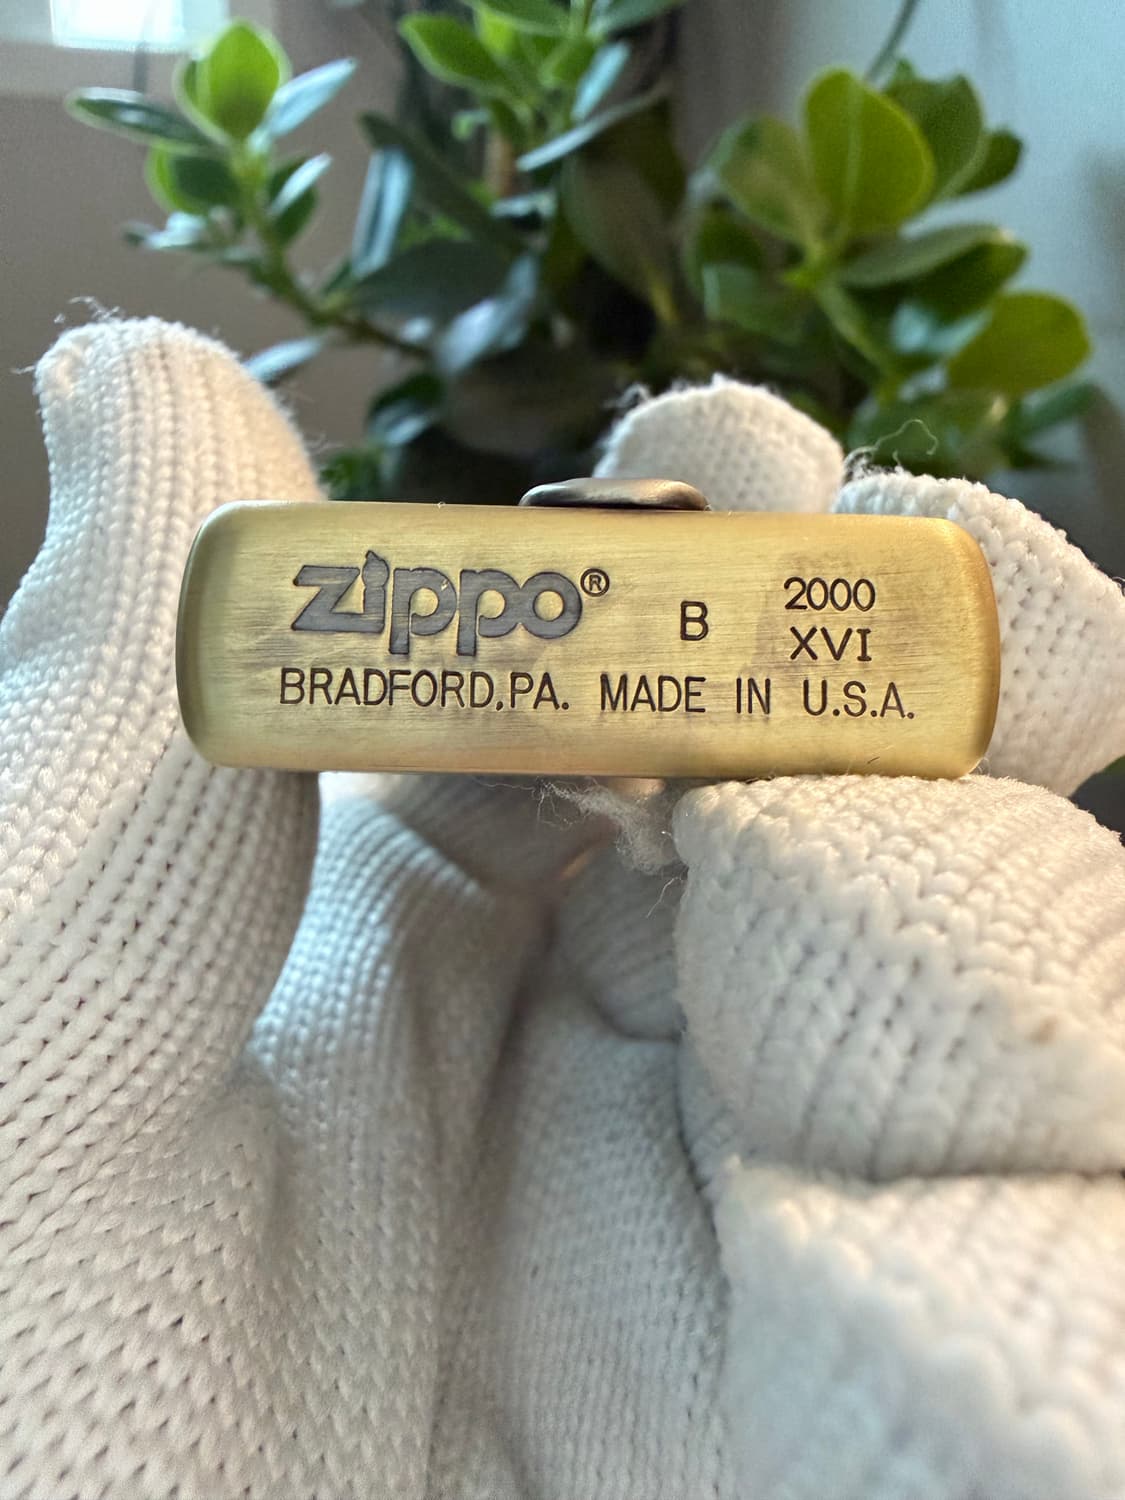 zippo® B 2000
XVI
BRADFORD,PA. MADE IN U.S.A.